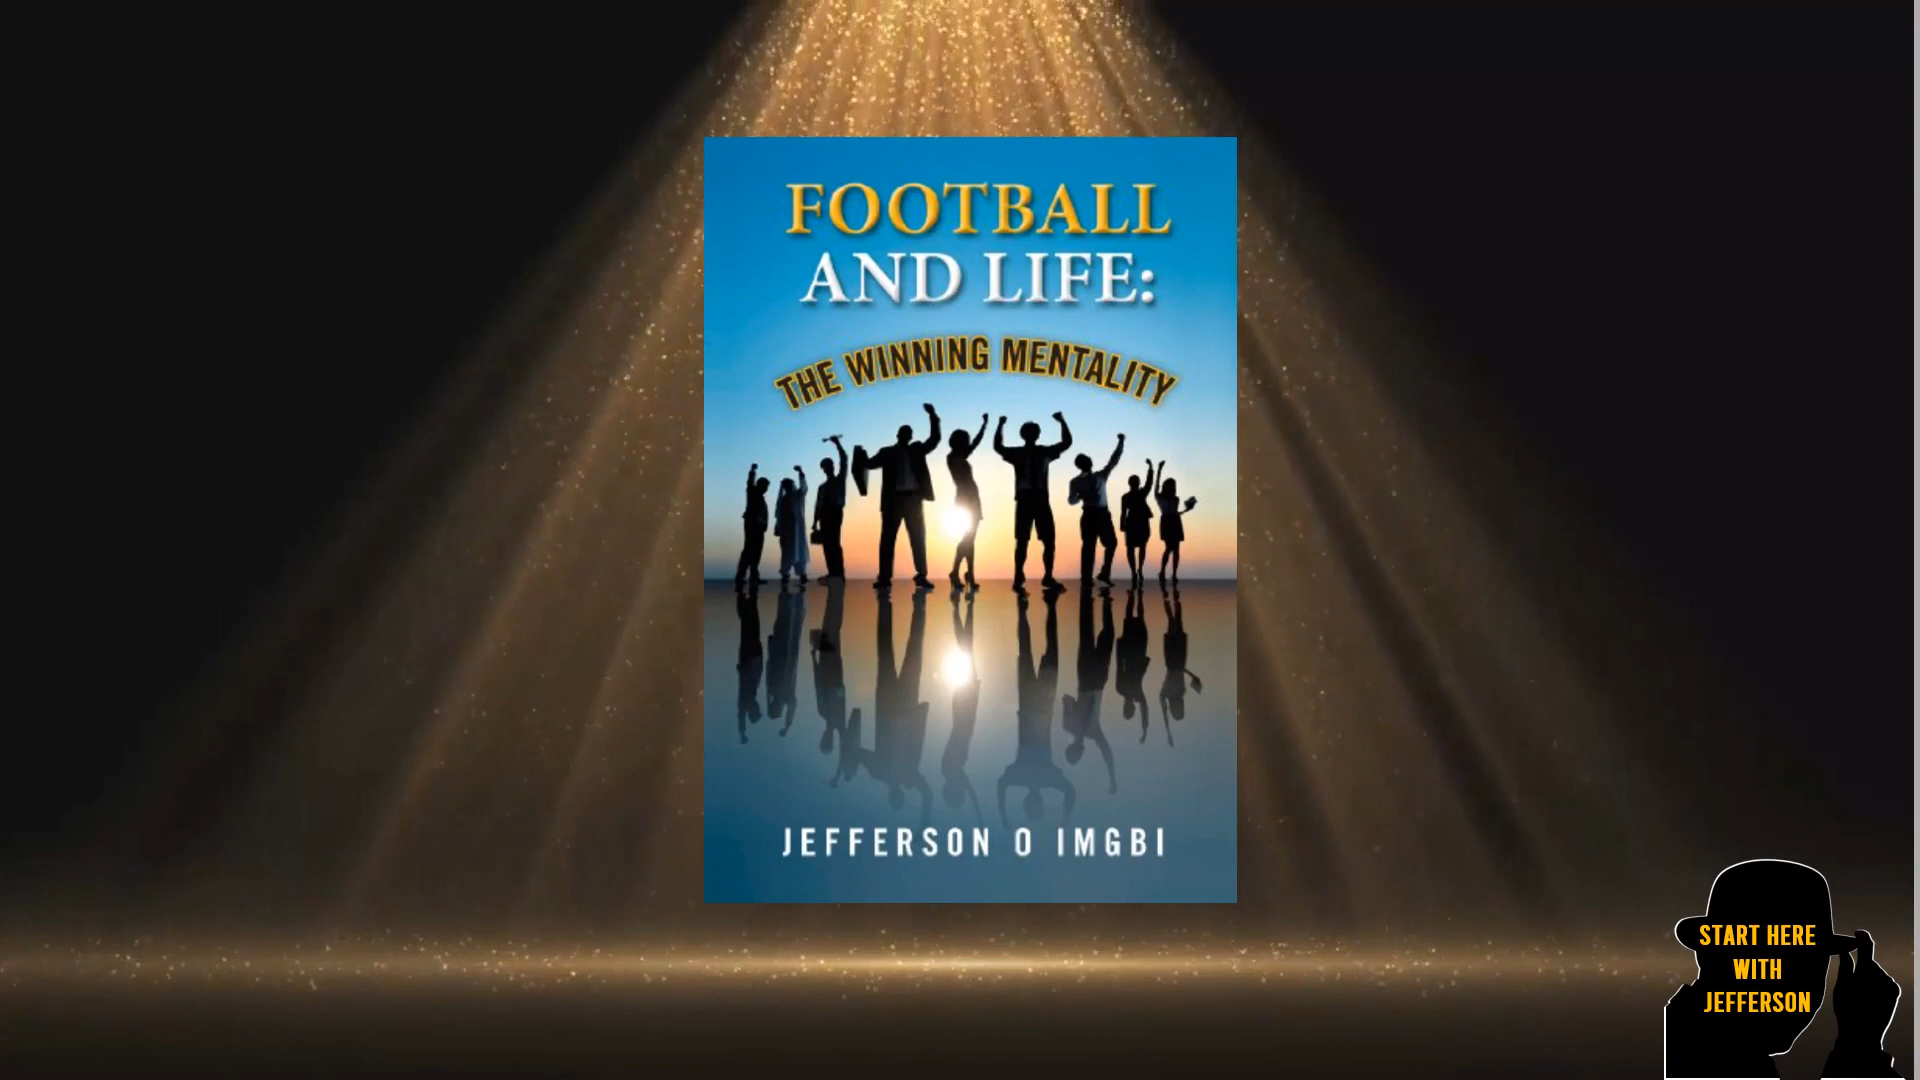 FOOTBALL
AND LIFE:
THE WINNING MENTALITY
JEFFERSON O IMGBI
START HERE
WITH
JEFFERSON